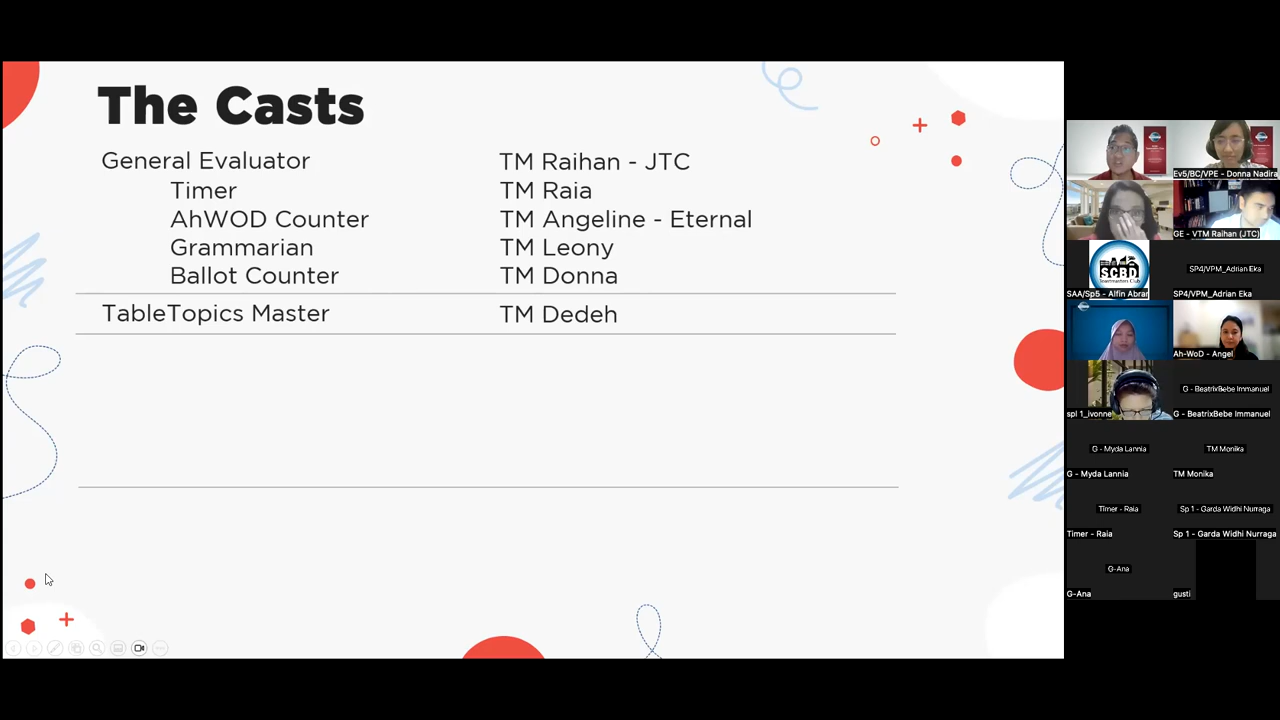 The Casts
General Evaluator TM Raihan - JTC
Timer TM Raia
AhWOD Counter TM Angeline - Eternal
Grammarian TM Leony
Ballot Counter TM Donna
TableTopics Master TM Dedeh
Ev5/BC/VPE - Donna Nadira
GE - VTM Raihan (JTC)
SCBD
SP4/VPM_Adrian Eka
SAA/Sp5 - Alfin Abrar
SP4/VPM_Adrian Eka
Ah-WoD - Angel
G - BeatrixBebe Immanuel
spl 1_ivonne
G - BeatrixBebe Immanuel
G - Myda Lannia
TM Monika
G - Myda Lannia
TM Monika
Timer - Raia
Sp 1 - Garda Widhi Nurraga
Timer - Raia
Sp 1 - Garda Widhi Nurraga
G-Ana
G-Ana
gusti